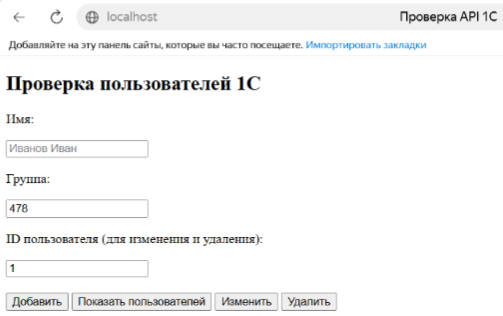 localhost Проверка API 1C
Добавляйте на эту панель сайты, которые вы часто посещаете. Импортировать закладки
Проверка пользователей 1С
Имя:
Иванов Иван
Группа:
478
ID пользователя (для изменения и удаления):
1
Добавить Показать пользователей Изменить Удалить